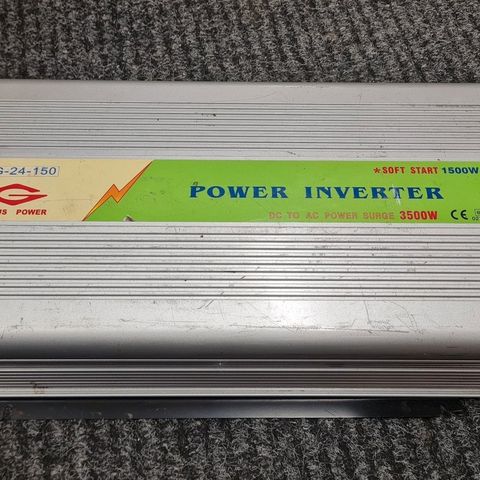 G-24-150
POWER
*SOFT START 1500W
POWER INVERTER
DC TO AC POWER SURGE 3500W CE